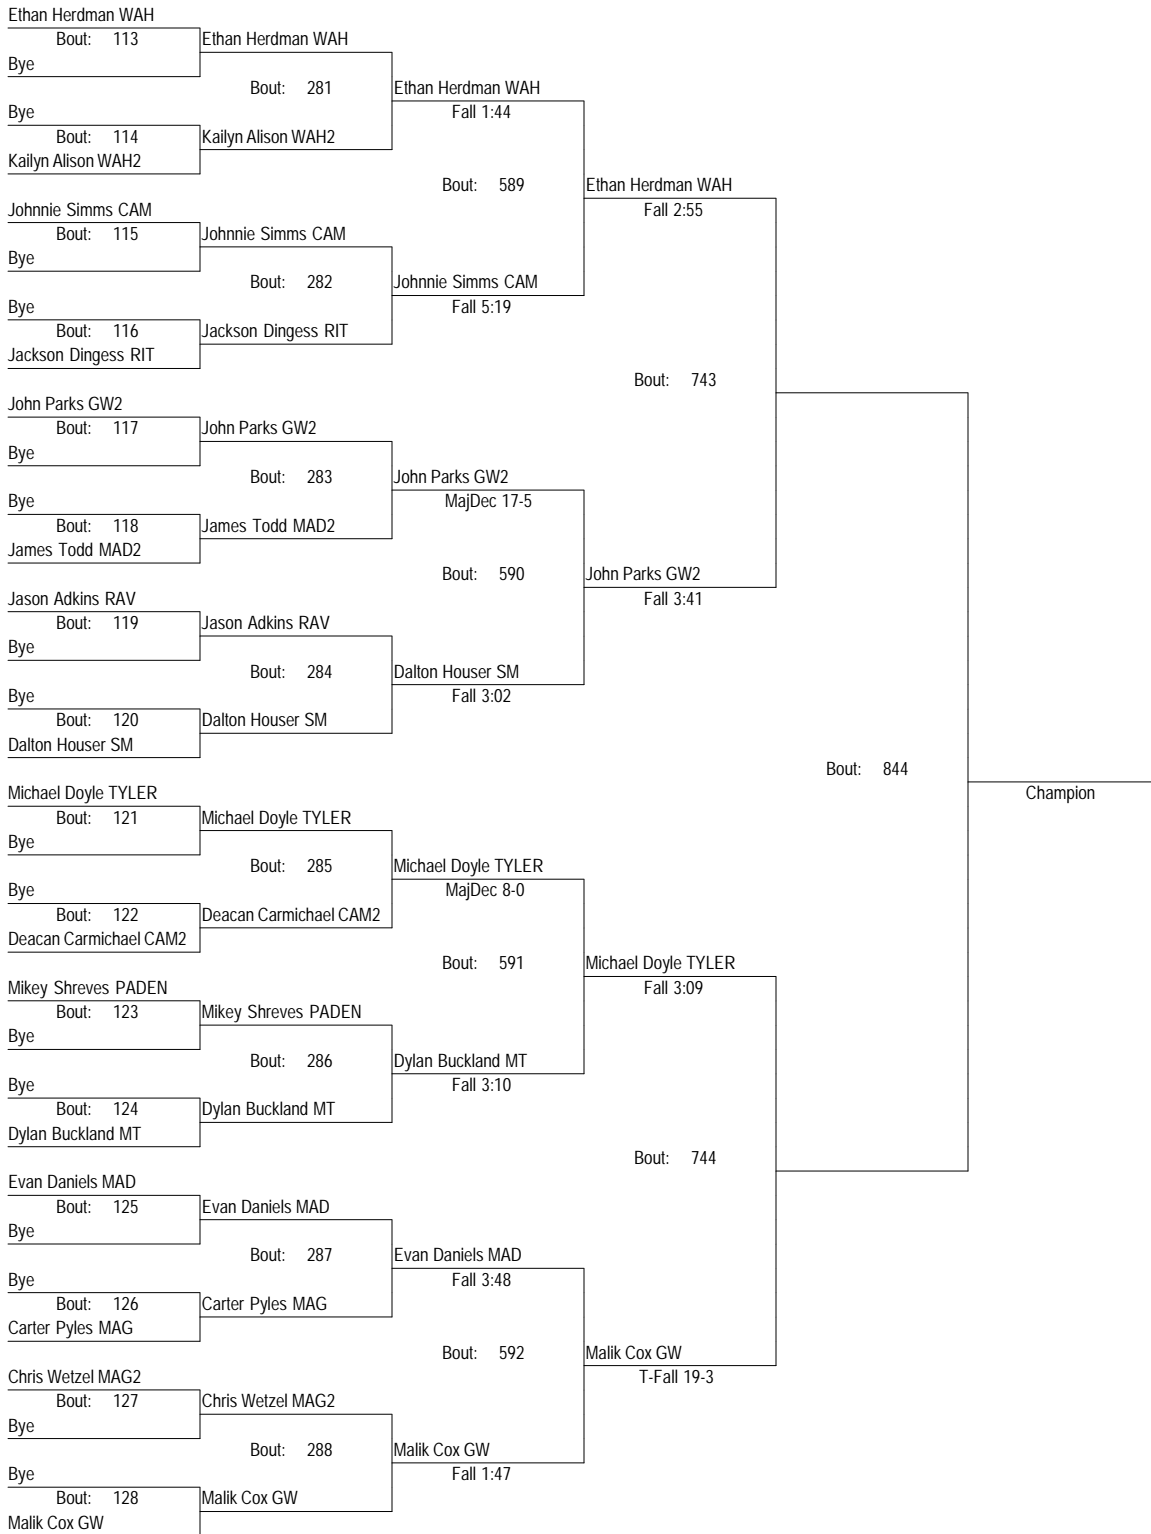 Ethan Herdman WAH
Bout: 113
Ethan Herdman WAH
Bye
Bout: 281
Ethan Herdman WAH
Fall 1:44
Bye
Bout: 114
Kailyn Alison WAH2
Kailyn Alison WAH2
Bout: 589
Ethan Herdman WAH
Fall 2:55
Johnnie Simms CAM
Bout: 115
Johnnie Simms CAM
Bye
Bout: 282
Johnnie Simms CAM
Fall 5:19
Bye
Bout: 116
Jackson Dingess RIT
Jackson Dingess RIT
Bout: 743
John Parks GW2
Bout: 117
John Parks GW2
Bye
Bout: 283
John Parks GW2
MajDec 17-5
Bye
Bout: 118
James Todd MAD2
James Todd MAD2
Bout: 590
John Parks GW2
Fall 3:41
Jason Adkins RAV
Bout: 119
Jason Adkins RAV
Bye
Bout: 284
Dalton Houser SM
Fall 3:02
Bye
Bout: 120
Dalton Houser SM
Dalton Houser SM
Bout: 844
Champion
Michael Doyle TYLER
Bout: 121
Michael Doyle TYLER
Bye
Bout: 285
Michael Doyle TYLER
MajDec 8-0
Bye
Bout: 122
Deacan Carmichael CAM2
Deacan Carmichael CAM2
Bout: 591
Michael Doyle TYLER
Fall 3:09
Mikey Shreves PADEN
Bout: 123
Mikey Shreves PADEN
Bye
Bout: 286
Dylan Buckland MT
Fall 3:10
Bye
Bout: 124
Dylan Buckland MT
Dylan Buckland MT
Bout: 744
Evan Daniels MAD
Bout: 125
Evan Daniels MAD
Bye
Bout: 287
Evan Daniels MAD
Fall 3:48
Bye
Bout: 126
Carter Pyles MAG
Carter Pyles MAG
Bout: 592
Malik Cox GW
T-Fall 19-3
Chris Wetzel MAG2
Bout: 127
Chris Wetzel MAG2
Bye
Bout: 288
Malik Cox GW
Fall 1:47
Bye
Bout: 128
Malik Cox GW
Malik Cox GW